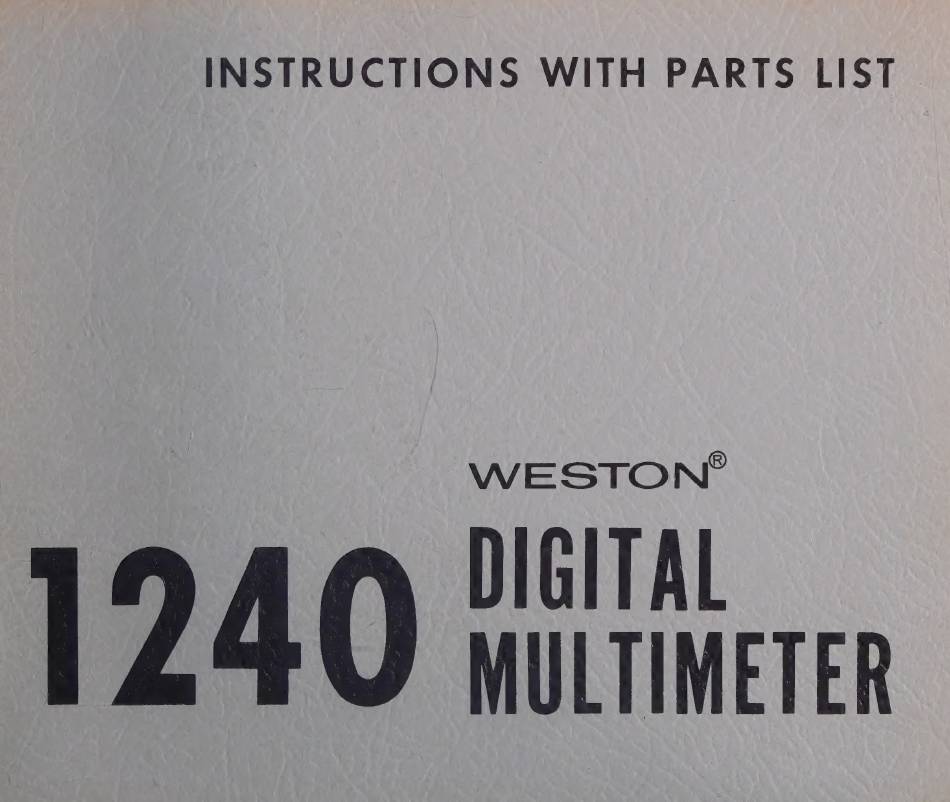 INSTRUCTIONS WITH PARTS LIST
WESTON®
1240
DIGITAL
MULTIMETER